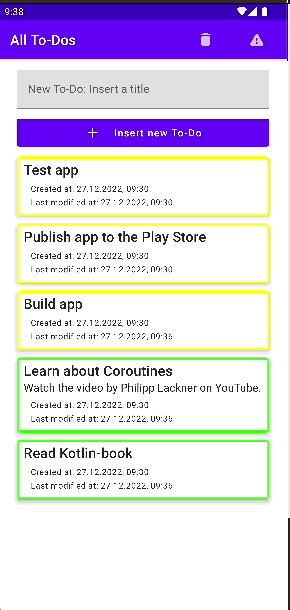 9:38
All To-Dos
New To-Do: Insert a title
Insert new To-Do
Test app
Created at: 27.12.2022, 09:30
Last modified at: 27.12.2022, 09:30
Publish app to the Play Store
Created at: 27.12.2022, 09:30
Last modified at: 27.12.2022, 09:30
Build app
Created at: 27.12.2022, 09:30
Last modified at: 27.12.2022, 09:36
Learn about Coroutines
Watch the video by Philipp Lackner on YouTube.
Created at: 27.12.2022, 09:30
Last modified at: 27.12.2022, 09:36
Read Kotlin-book
Created at: 27.12.2022, 09:30
Last modified at: 27.12.2022, 09:36